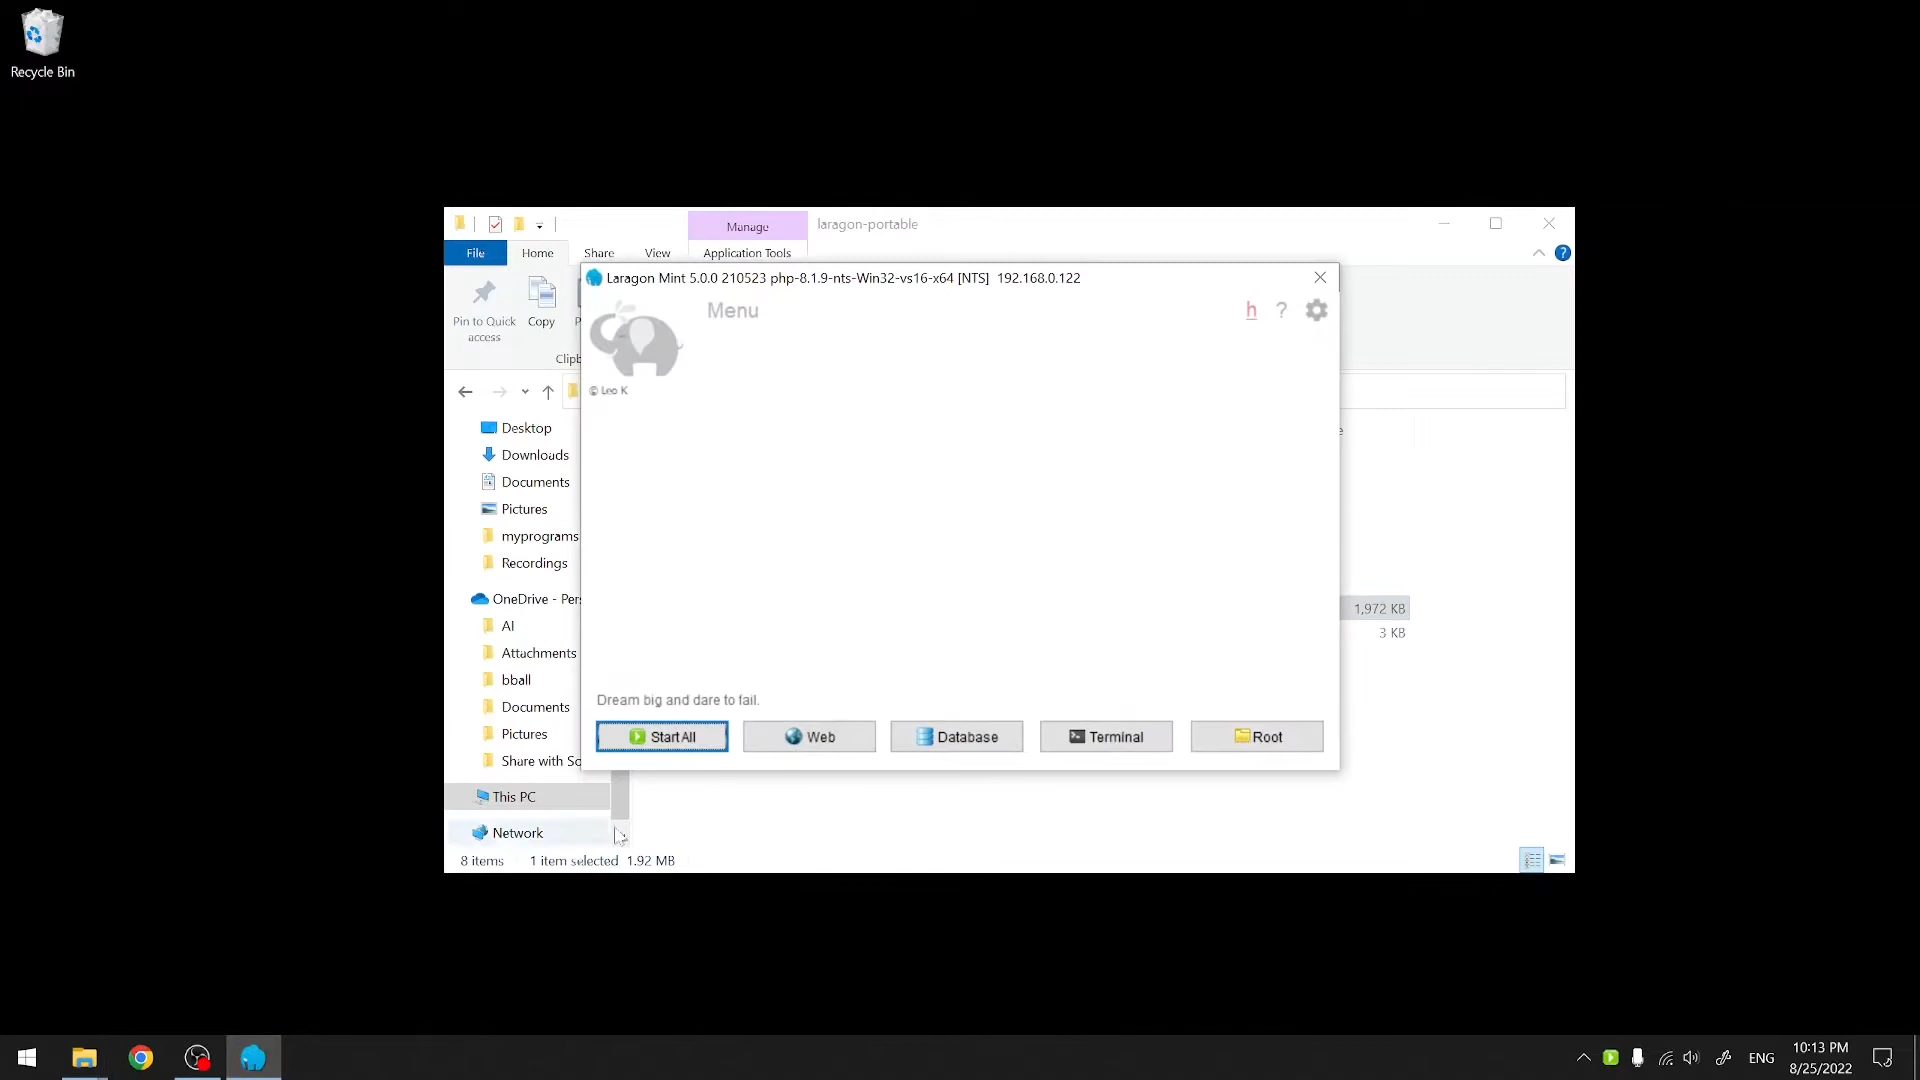 Recycle Bin
Manage
laragon-portable
File
Home
Share
View
Application Tools
Pin to Quick access
Copy
Laragon Mint 5.0.0 210523 php-8.1.9-nts-Win32-vs16-x64 [NTS] 192.168.0.122
Menu
h
?
© Leo K
Desktop
Downloads
Documents
Pictures
myprograms
Recordings
OneDrive - Pers
AI
Attachments
bball
Documents
Pictures
Share with Sc
This PC
Network
1,972 KB
3 KB
Dream big and dare to fail.
Start All
Web
Database
Terminal
Root
8 items
1 item selected 1.92 MB
ENG
10:13 PM
8/25/2022